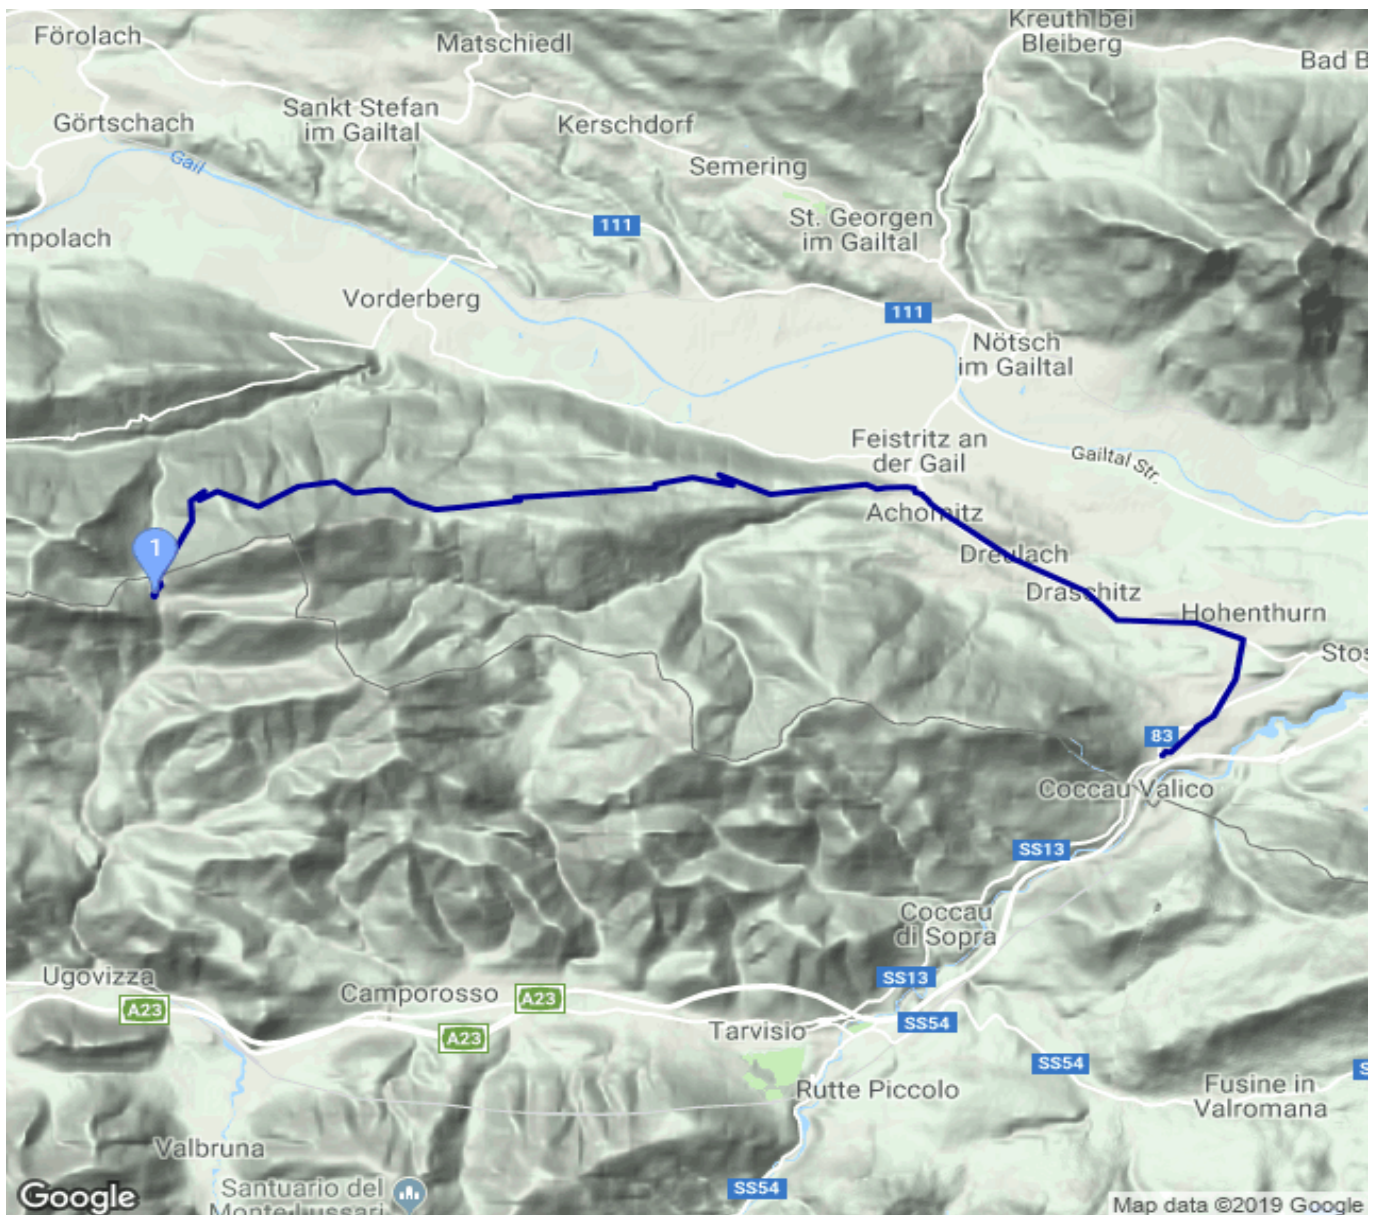 Kreuth bei
Bleiberg
Förolach
Matschiedl
Bad B
Sankt Stefan
im Gailtal
Görtschach
Kerschdorf
Gail
Semering
St. Georgen
im Gailtal
111
mpolach
Vorderberg
111
Nötsch
im Gailtal
Feistritz an
der Gail
Gailtal Str.
Achomitz
Dreulach
1
Draschitz
Hohenthurn
Stos
83
Coccau Valico
SS13
Coccau
di Sopra
Ugovizza
SS13
Camporosso
A23
A23
SS54
Tarvisio
A23
SS54
S
Rutte Piccolo
Fusine in
Valromana
Valbruna
Santuario del
Monte Lussari
SS54
Google
Map data ©2019 Google